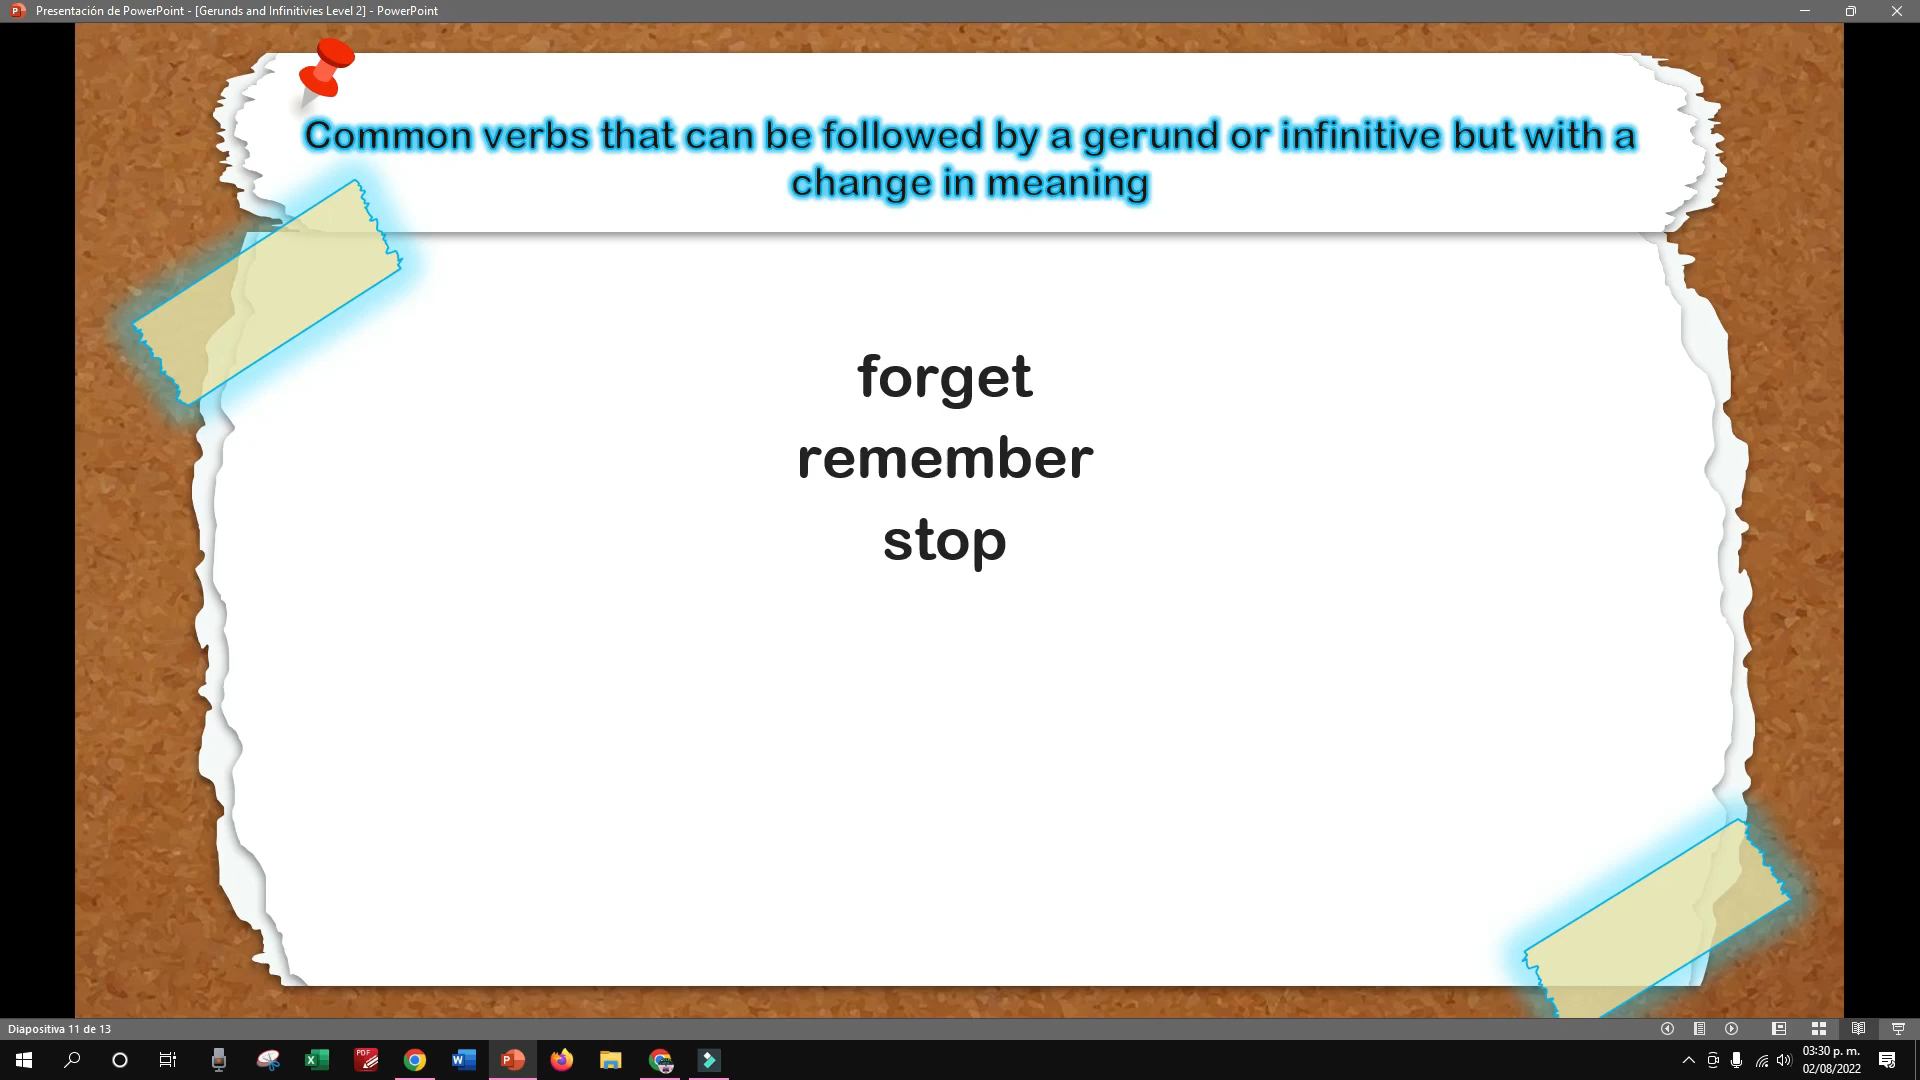 Presentación de PowerPoint - [Gerunds and Infinitivies Level 2] - PowerPoint
Common verbs that can be followed by a gerund or infinitive but with a
change in meaning
forget
remember
stop
Diapositiva 11 de 13
03:30 p. m.
02/08/2022